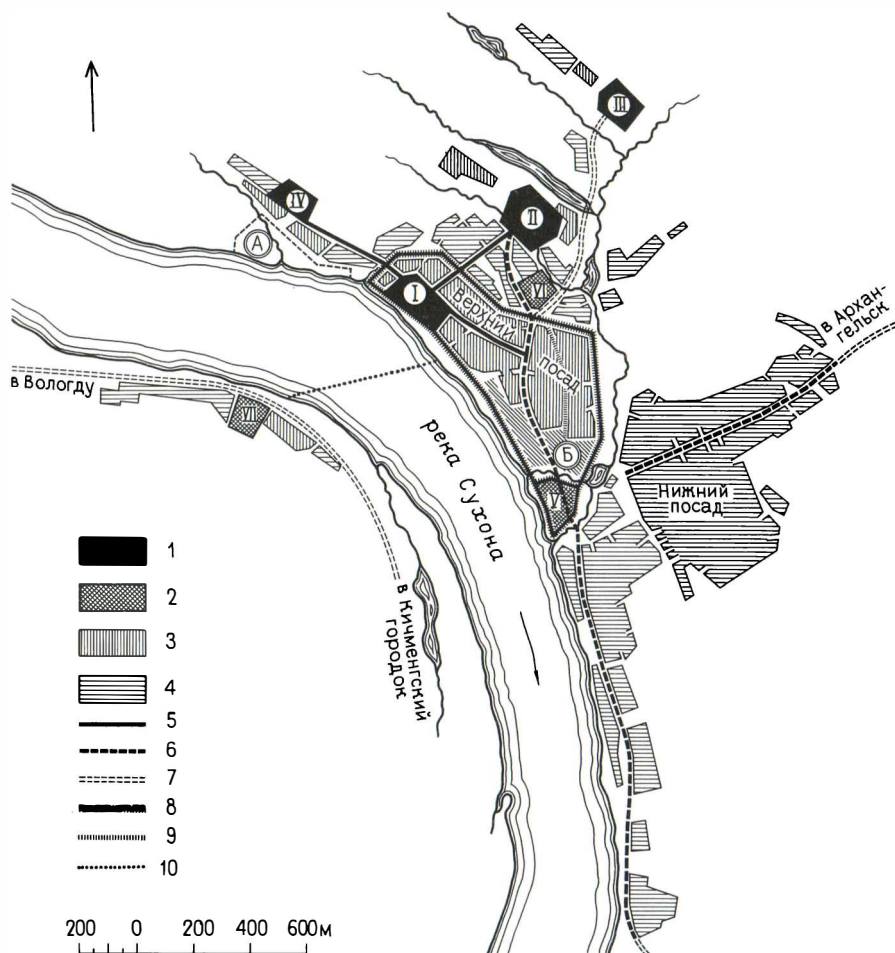 III
IV
II
А
I
VI
Верхний
посад
в Архан-
гельск
в Вологду
VII
Б
река Сухона
V
Нижний
посад
в Кичменгский
городок
1
2
3
4
5
6
7
8
9
10
200 0 200 400 600м